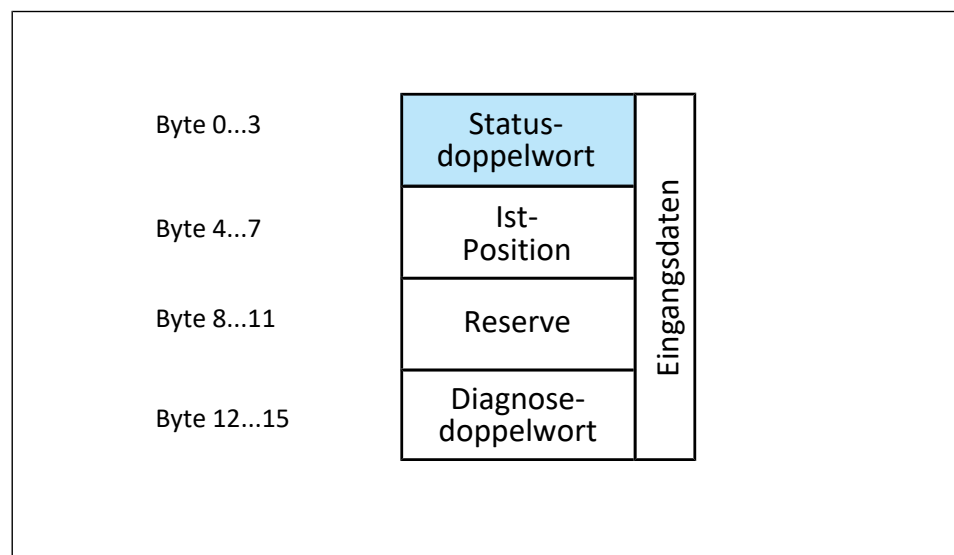 Byte 0...3
Status-
doppelwort
Byte 4...7
Ist-
Position
Byte 8...11
Reserve
Byte 12...15
Diagnose-
doppelwort
Eingangsdaten